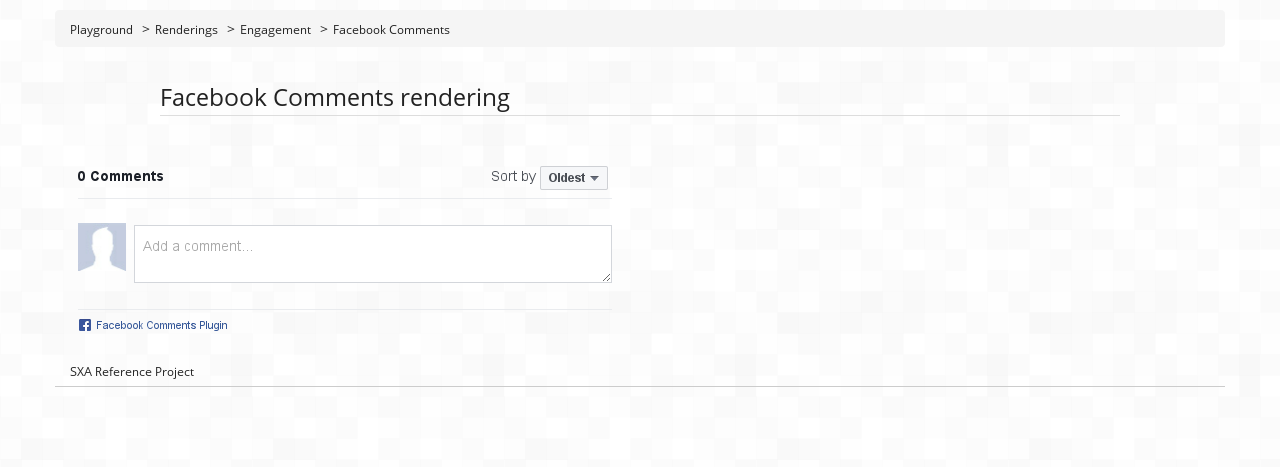 Playground > Renderings > Engagement > Facebook Comments
Facebook Comments rendering
0 Comments Sort by Oldest
Add a comment...
Facebook Comments Plugin
SXA Reference Project